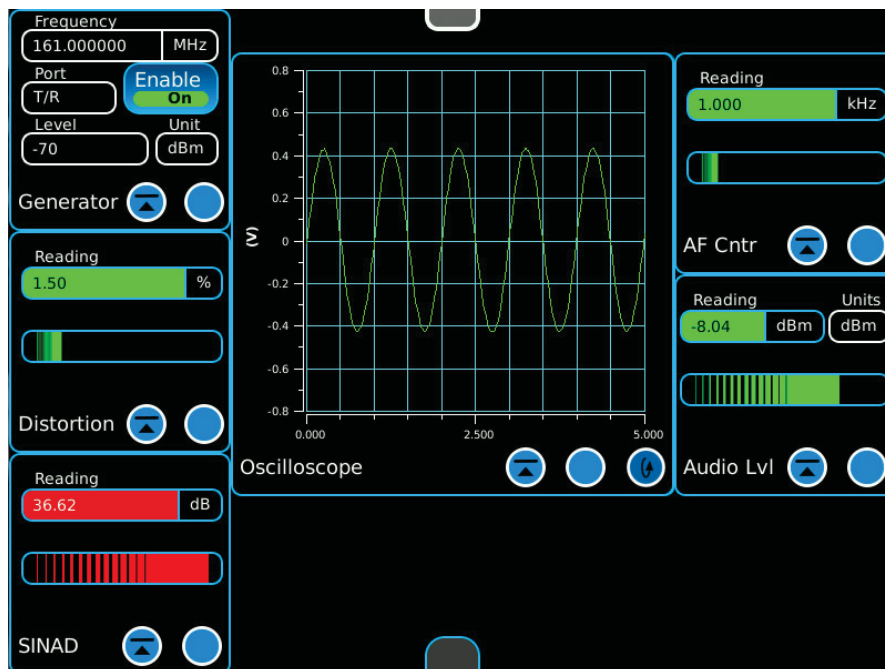 Frequency
161.000000 MHz
Port
T/R
Enable
On
Level Unit
-70 dBm
Generator
Reading
1.50 %
Distortion
Reading
36.62 dB
SINAD
0.8
0.6
0.4
0.2
0
-0.2
-0.4
-0.6
-0.8
(V)
0.000 2.500 5.000
Oscilloscope
Reading
1.000 kHz
AF Cntr
Reading Units
-8.04 dBm dBm
Audio Lvl